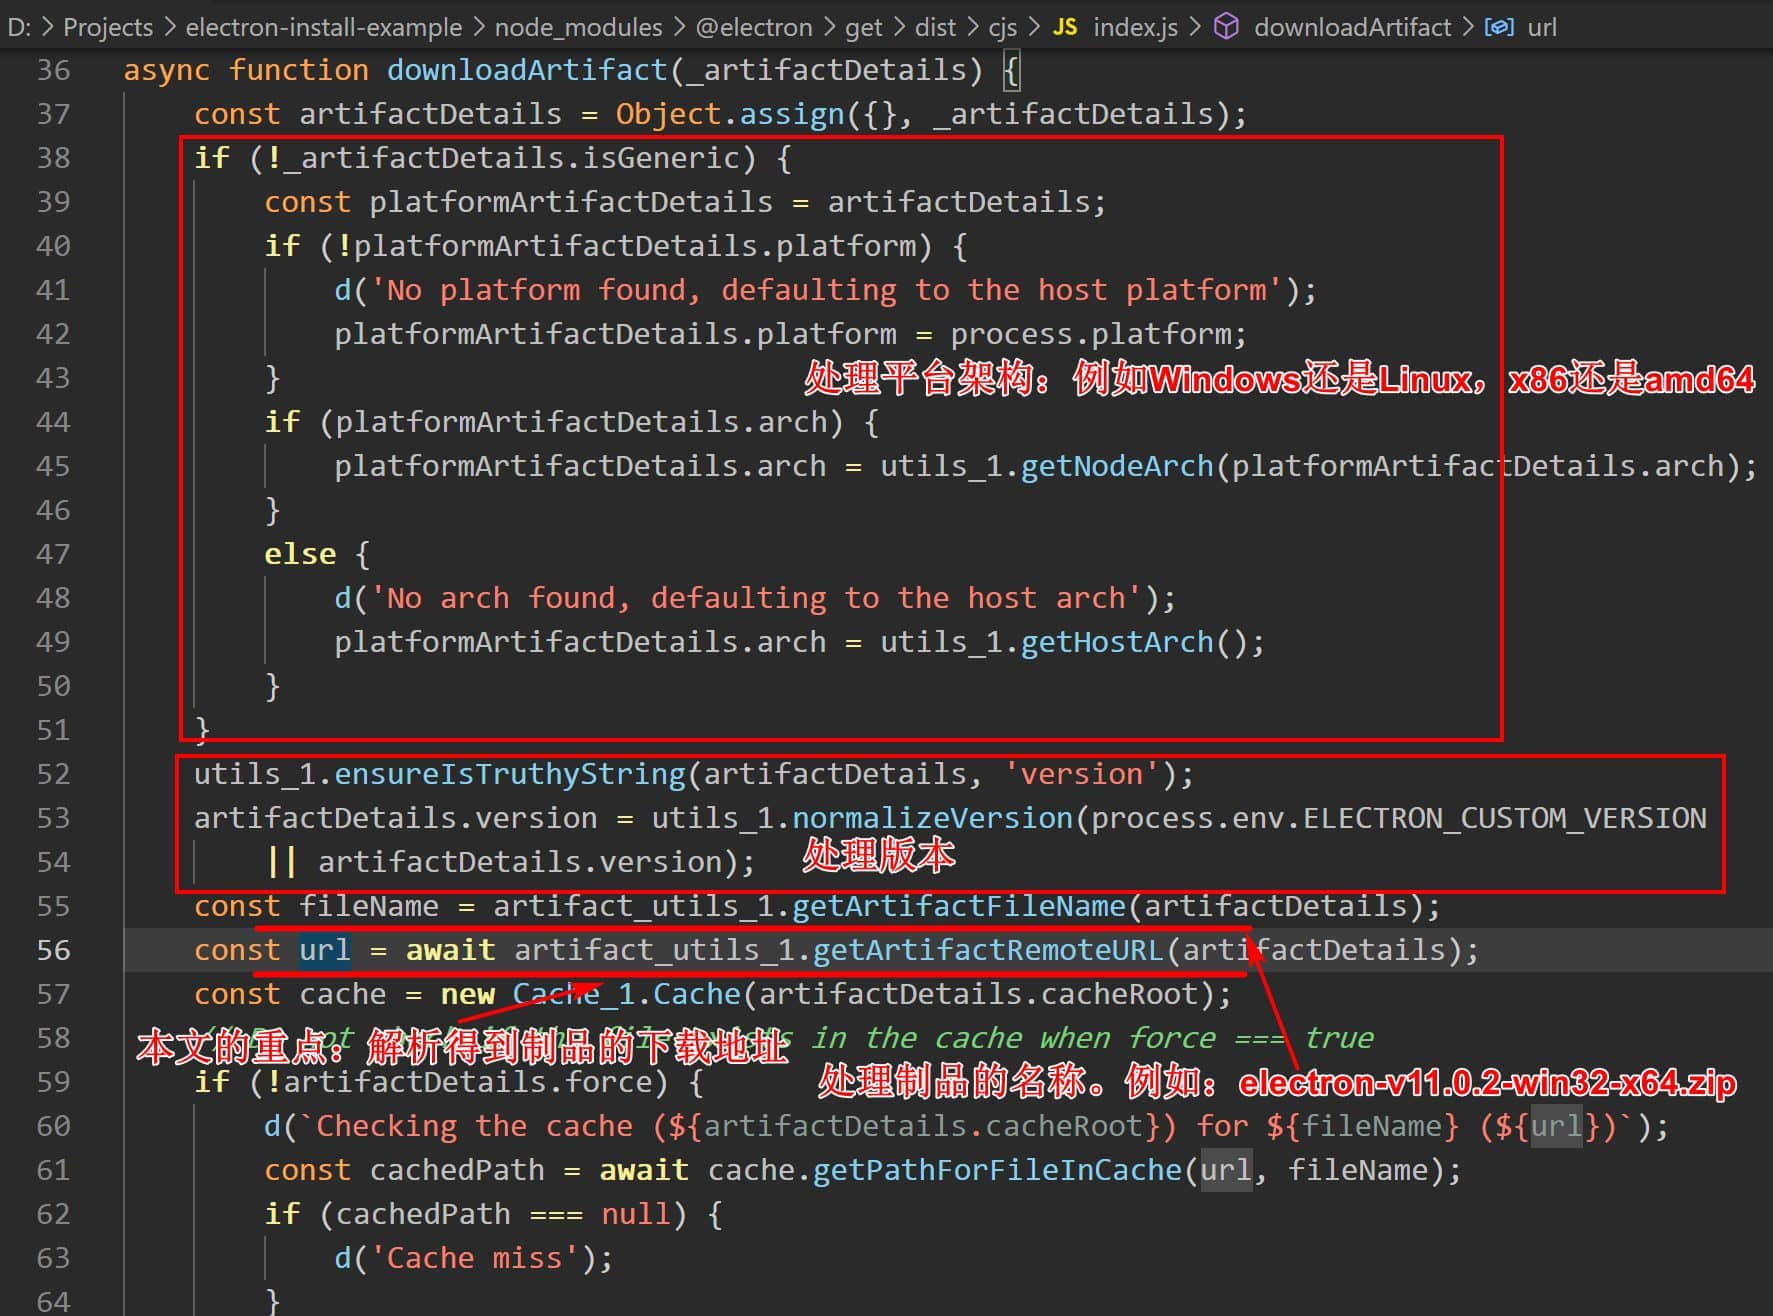 D: > Projects > electron-install-example > node_modules > @electron > get > dist > cjs > JS index.js > downloadArtifact > url
36 async function downloadArtifact(_artifactDetails) {
37 const artifactDetails = Object.assign({}, _artifactDetails);
38 if (!_artifactDetails.isGeneric) {
39 const platformArtifactDetails = artifactDetails;
40 if (!platformArtifactDetails.platform) {
41 d('No platform found, defaulting to the host platform');
42 platformArtifactDetails.platform = process.platform;
43 }
处理平台架构：例如Windows还是Linux，x86还是amd64
44 if (platformArtifactDetails.arch) {
45 platformArtifactDetails.arch = utils_1.getNodeArch(platformArtifactDetails.arch);
46 }
47 else {
48 d('No arch found, defaulting to the host arch');
49 platformArtifactDetails.arch = utils_1.getHostArch();
50 }
51 }
52 utils_1.ensureIsTruthyString(artifactDetails, 'version');
53 artifactDetails.version = utils_1.normalizeVersion(process.env.ELECTRON_CUSTOM_VERSION
54 || artifactDetails.version);
处理版本
55 const fileName = artifact_utils_1.getArtifactFileName(artifactDetails);
56 const url = await artifact_utils_1.getArtifactRemoteURL(artifactDetails);
57 const cache = new Cache_1.Cache(artifactDetails.cacheRoot);
58 in the cache when force === true
本文的重点：解析得到制品的下载地址
59 if (!artifactDetails.force) {
处理制品的名称。例如：electron-v11.0.2-win32-x64.zip
60 d(`Checking the cache (${artifactDetails.cacheRoot}) for ${fileName} (${url})`);
61 const cachedPath = await cache.getPathForFileInCache(url, fileName);
62 if (cachedPath === null) {
63 d('Cache miss');
64 }